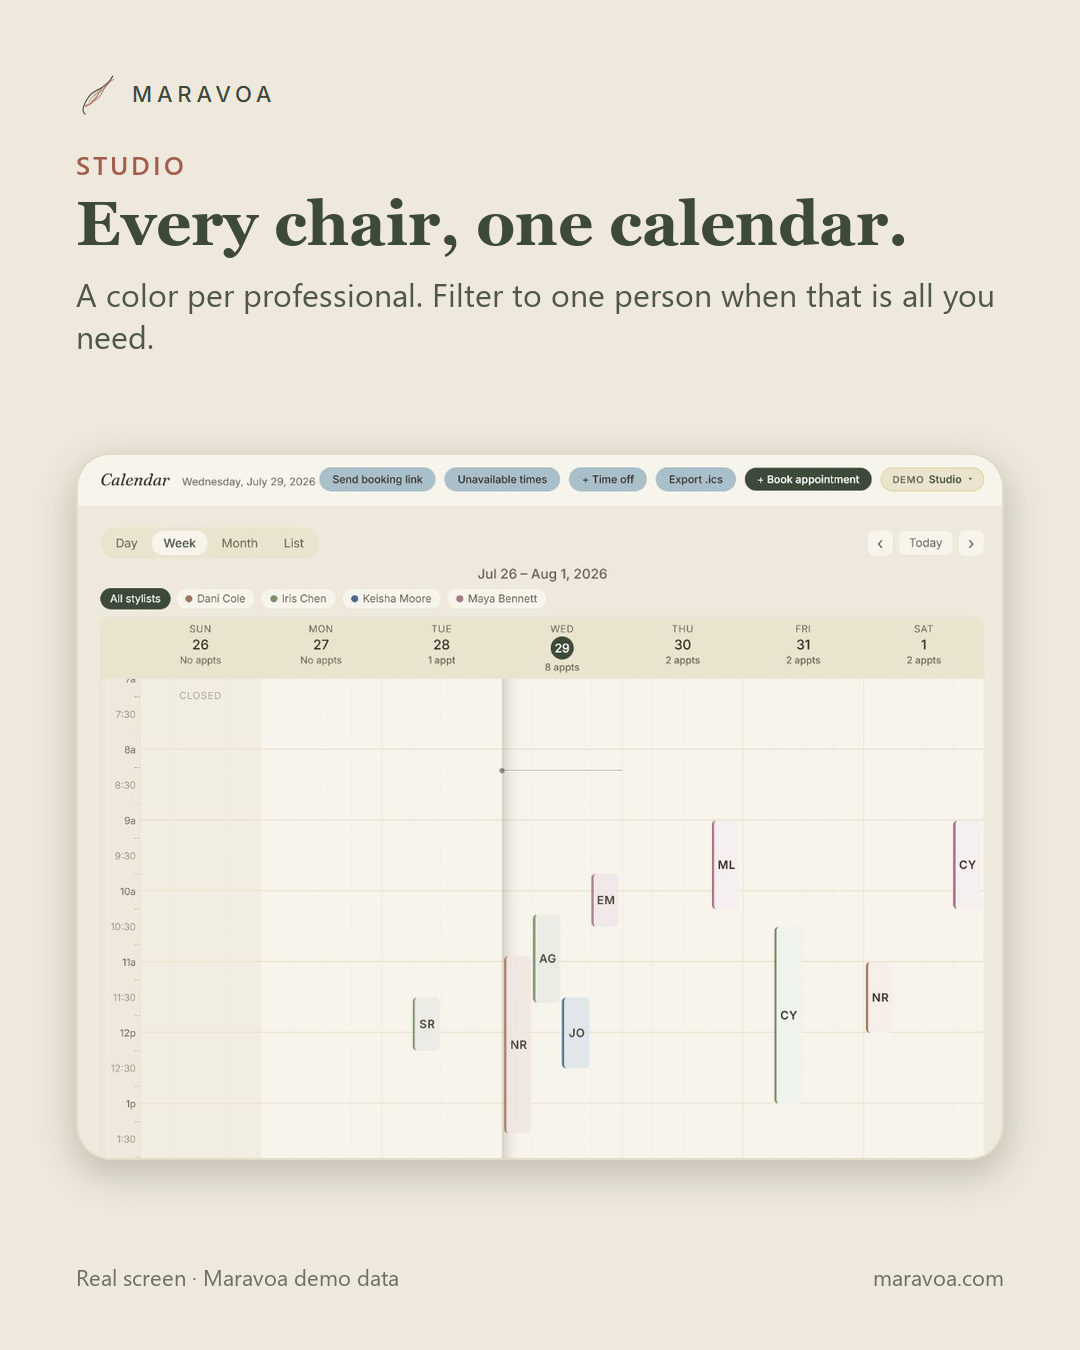 MARAVOA
STUDIO
Every chair, one calendar.
A color per professional. Filter to one person when that is all you
need.
Calendar Wednesday, July 29, 2026 Send booking link Unavailable times + Time off Export .ics + Book appointment DEMO Studio
Day Week Month List Today
Jul 26 – Aug 1, 2026
All stylists Dani Cole Iris Chen Keisha Moore Maya Bennett
SUN MON TUE WED THU FRI SAT
26 27 28 29 30 31 1
No appts No appts 1 appt 8 appts 2 appts 2 appts 2 appts
7a
CLOSED
7:30
8a
8:30
9a
9:30
ML CY
10a
EM
10:30
11a
AG
11:30
NR
SR
12p
JO
CY
NR
12:30
1p
1:30
Real screen · Maravoa demo data
maravoa.com